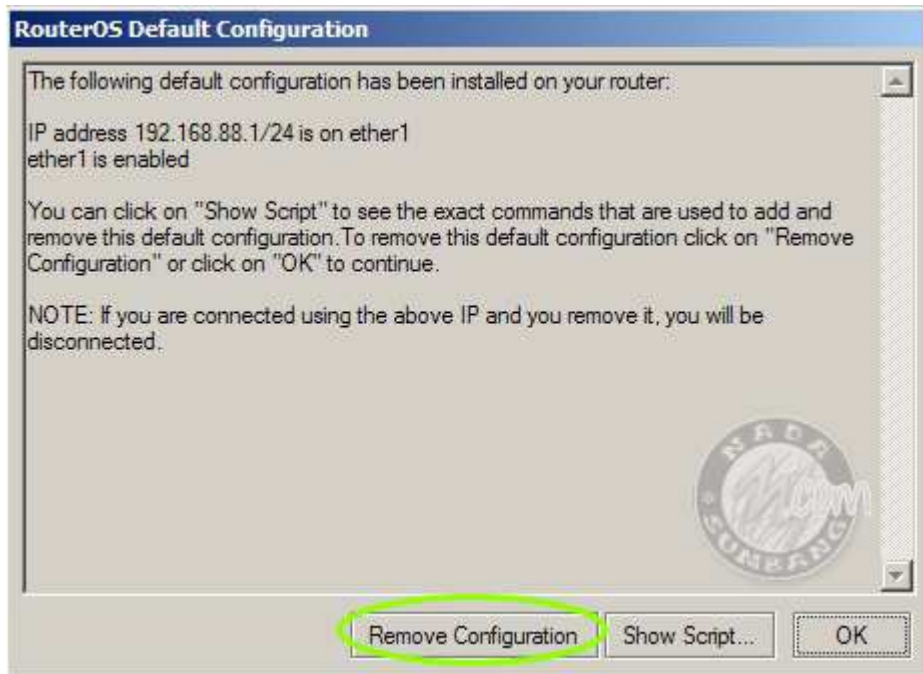 RouterOS Default Configuration
The following default configuration has been installed on your router:
IP address 192.168.88.1/24 is on ether1
ether1 is enabled
You can click on "Show Script" to see the exact commands that are used to add and
remove this default configuration.To remove this default configuration click on "Remove
Configuration" or click on "OK" to continue.
NOTE: If you are connected using the above IP and you remove it, you will be
disconnected.
NADA
.com
SUMBANG
Remove Configuration
Show Script...
OK